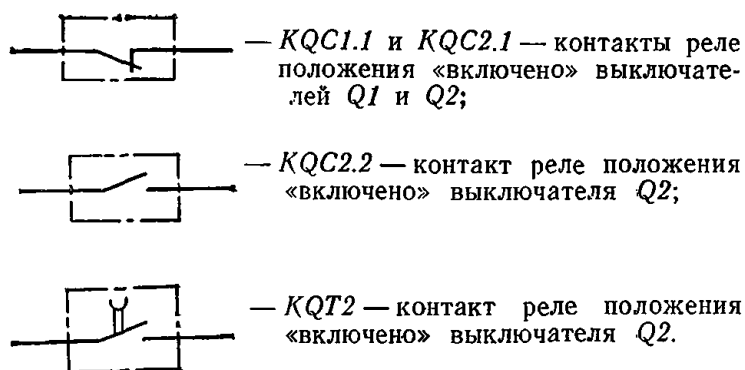 — KQC1.1 и KQC2.1 — контакты реле
положения «включено» выключате-
лей Q1 и Q2;
— KQC2.2 — контакт реле положения
«включено» выключателя Q2;
— KQT2 — контакт реле положения
«включено» выключателя Q2.